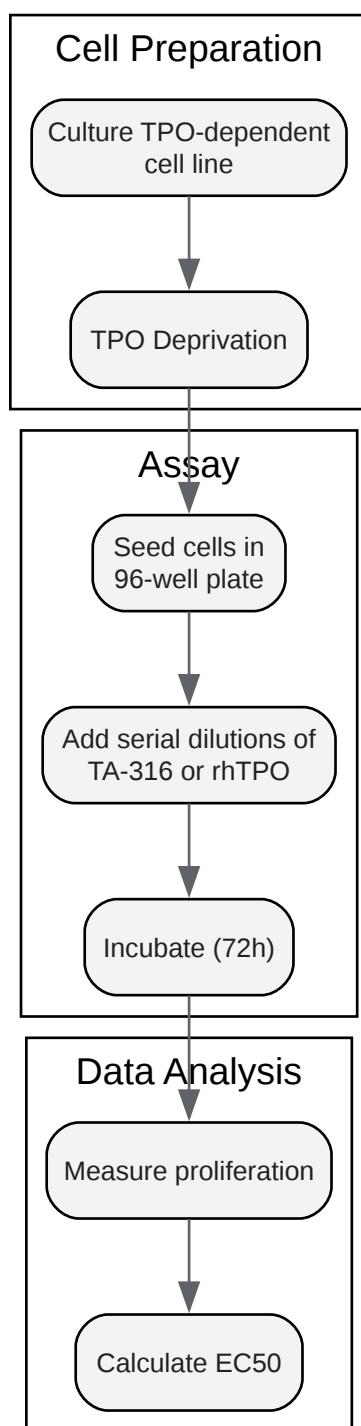 Cell Preparation
Culture TPO-dependent
cell line
TPO Deprivation
Assay
Seed cells in
96-well plate
Add serial dilutions of
TA-316 or rhTPO
Incubate (72h)
Data Analysis
Measure proliferation
Calculate EC50